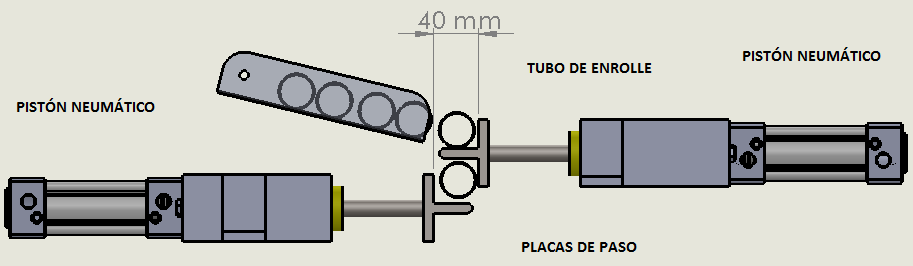 40 mm
TUBO DE ENROLLE
PISTÓN NEUMÁTICO
PISTÓN NEUMÁTICO
PLACAS DE PASO